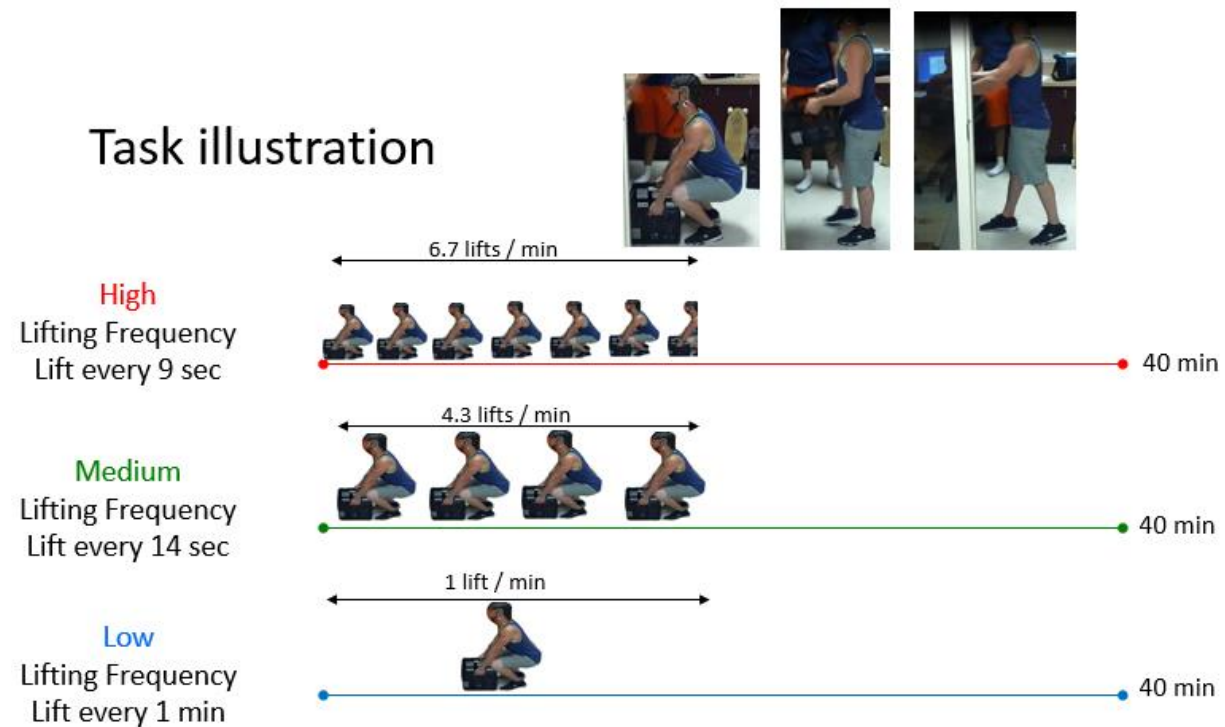 Task illustration
6.7 lifts / min
High
Lifting Frequency
Lift every 9 sec
40 min
4.3 lifts / min
Medium
Lifting Frequency
Lift every 14 sec
40 min
1 lift / min
Low
Lifting Frequency
Lift every 1 min
40 min